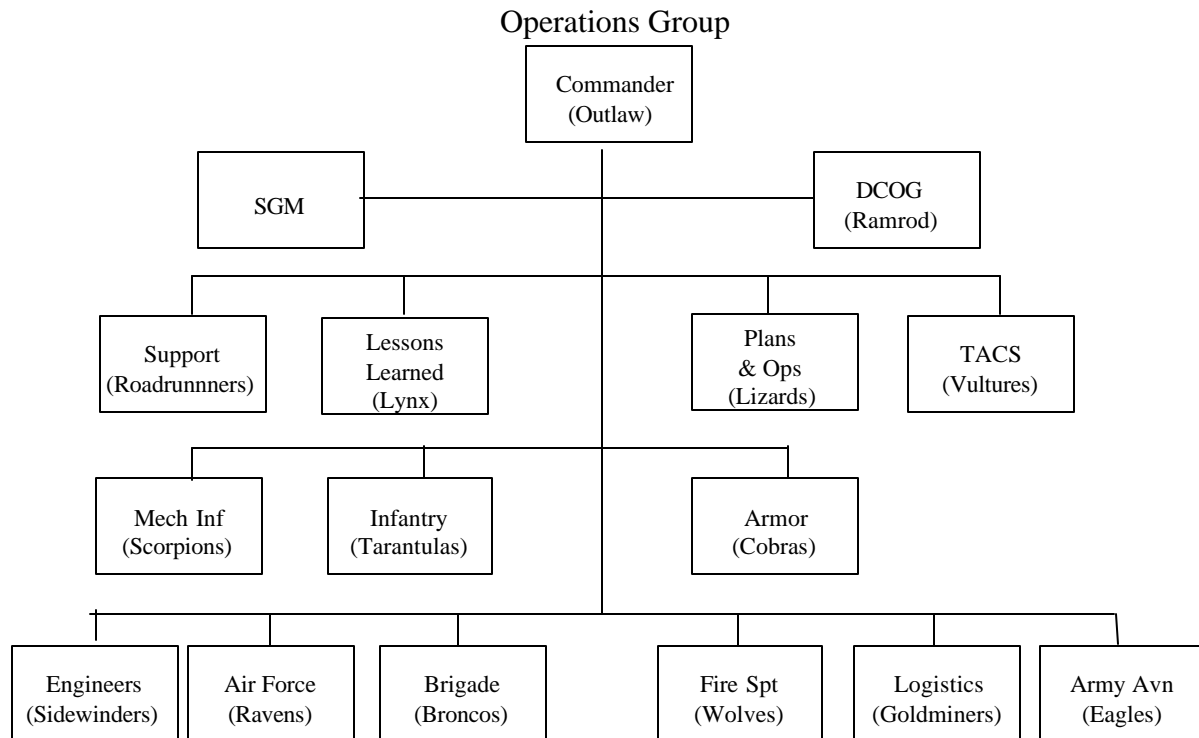 Operations Group
Commander
(Outlaw)
SGM
DCOG
(Ramrod)
Support
(Roadrunnners)
Lessons
Learned
(Lynx)
Plans
& Ops
(Lizards)
TACS
(Vultures)
Mech Inf
(Scorpions)
Infantry
(Tarantulas)
Armor
(Cobras)
Engineers
(Sidewinders)
Air Force
(Ravens)
Brigade
(Broncos)
Fire Spt
(Wolves)
Logistics
(Goldminers)
Army Avn
(Eagles)